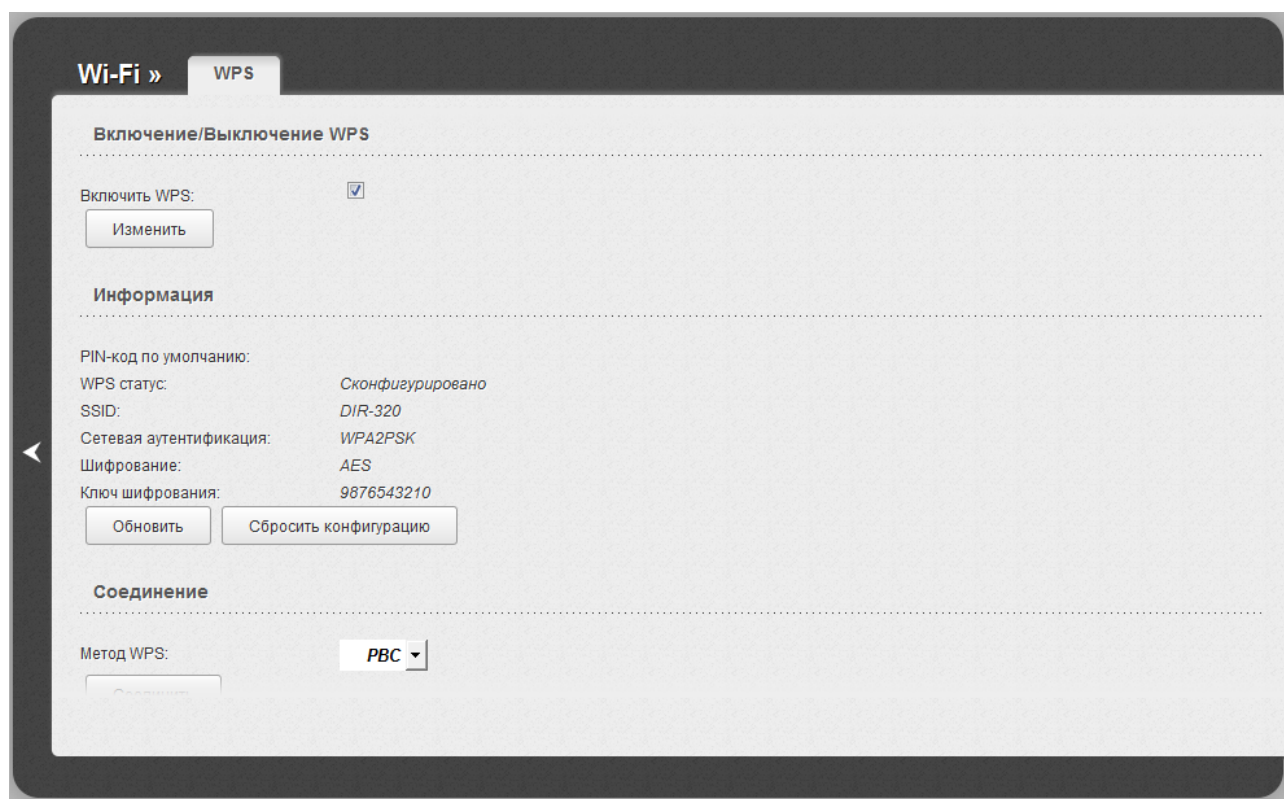 Wi-Fi » WPS
Включение/Выключение WPS
Включить WPS:
Изменить
Информация
PIN-код по умолчанию:
WPS статус: Сконфигурировано
SSID: DIR-320
Сетевая аутентификация: WPA2PSK
Шифрование: AES
Ключ шифрования: 9876543210
Обновить Сбросить конфигурацию
Соединение
Метод WPS: PBC
Соединить